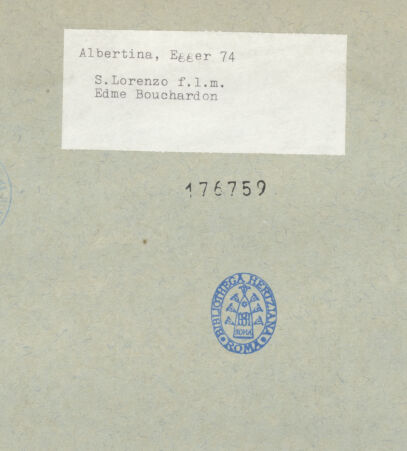 Albertina, Egger 74
S.Lorenzo f.l.m.
Edme Bouchardon
176759
BIBLIOTHECA HERTZIANA
ROMA